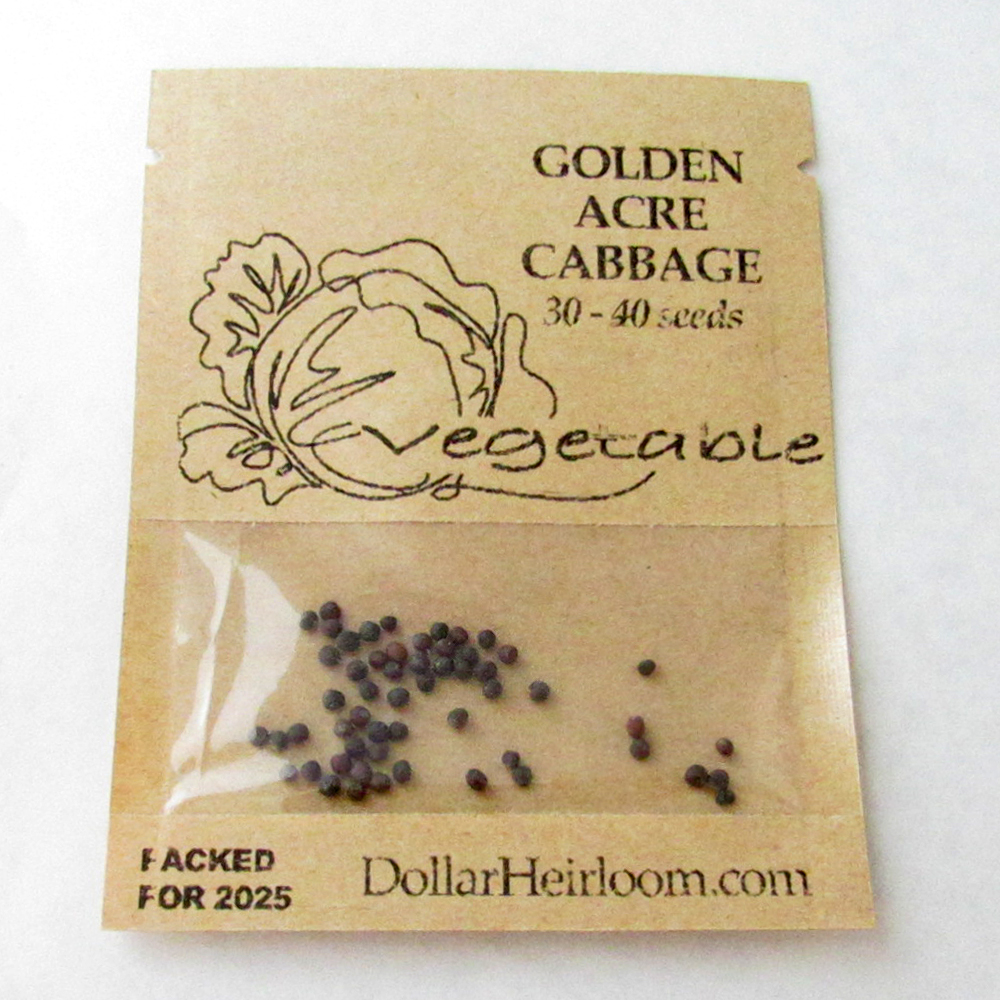 GOLDEN
ACRE
CABBAGE
30 - 40 seeds
vegetable
PACKED
FOR 2025
DollarHeirloom.com